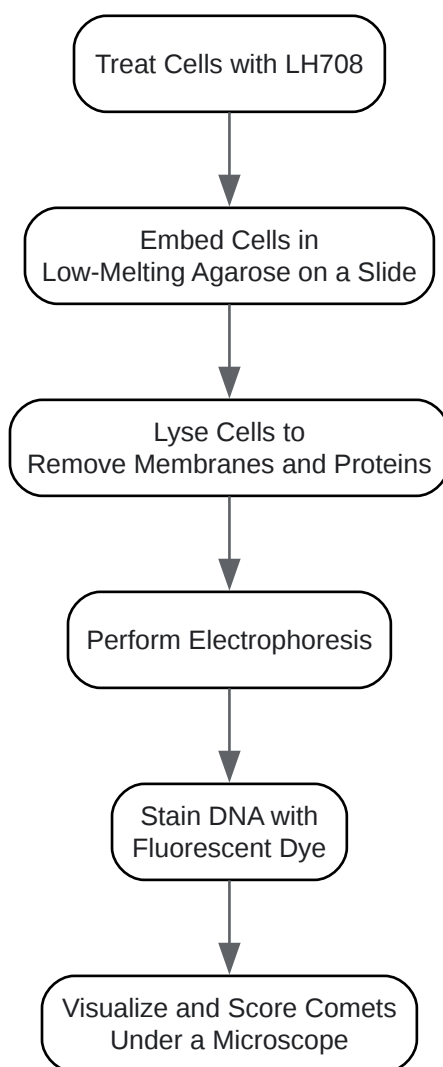 Treat Cells with LH708
Embed Cells in
Low-Melting Agarose on a Slide
Lyse Cells to
Remove Membranes and Proteins
Perform Electrophoresis
Stain DNA with
Fluorescent Dye
Visualize and Score Comets
Under a Microscope